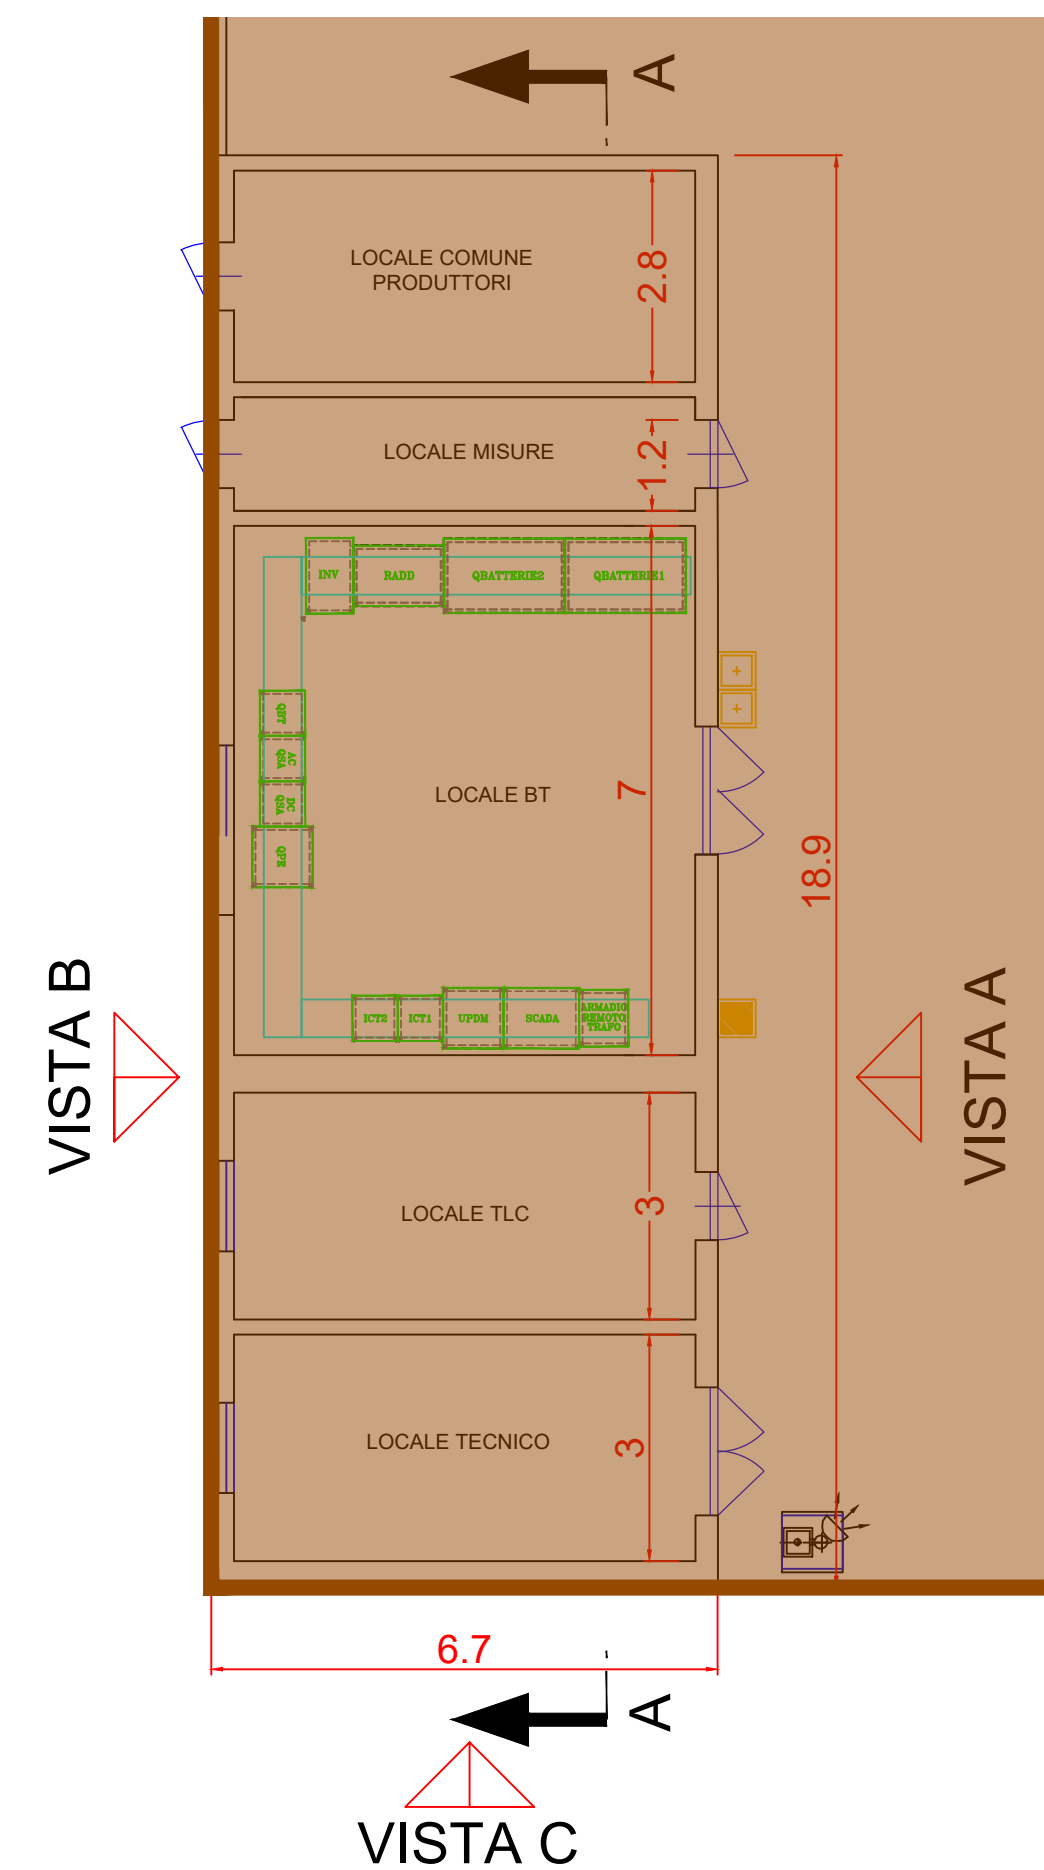 A
LOCALE COMUNE
PRODUTTORI
2.8
LOCALE MISURE
1.2
INV
RADD
QBATTERIE2
QBATTERIE1
QBT
AC
QSA
DC
QSA
QPE
LOCALE BT
7
18.9
VISTA B
VISTA A
ICT2
ICT1
UPDM
SCADA
ARMADIO
REMOTO
TRAFO
LOCALE TLC
3
LOCALE TECNICO
3
6.7
A
VISTA C